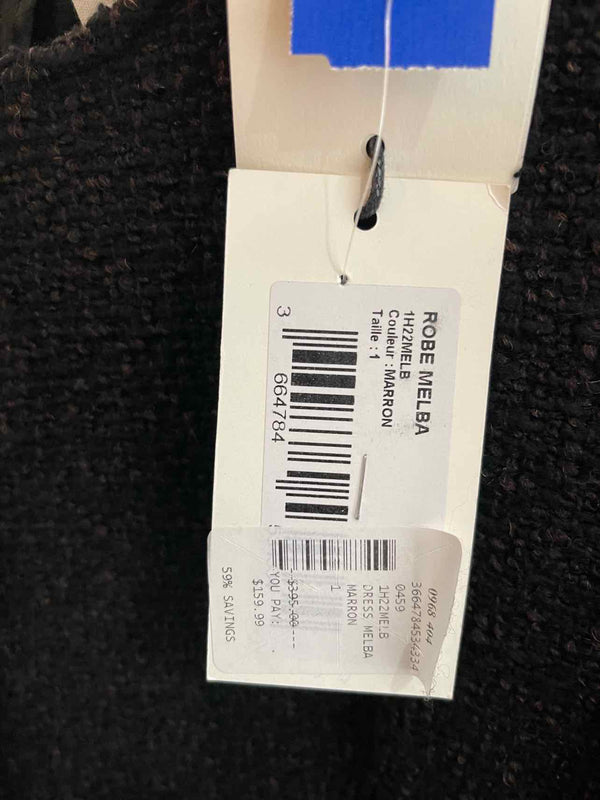 ROBE MELBA
1H22MELB
Couleur : MARRON
Taille : 1
3
664784
0968 404
3664784534334
0459
1H22MELB
DRESS MELBA
MARRON
1
$395.00
YOU PAY:
$159.99
59% SAVINGS